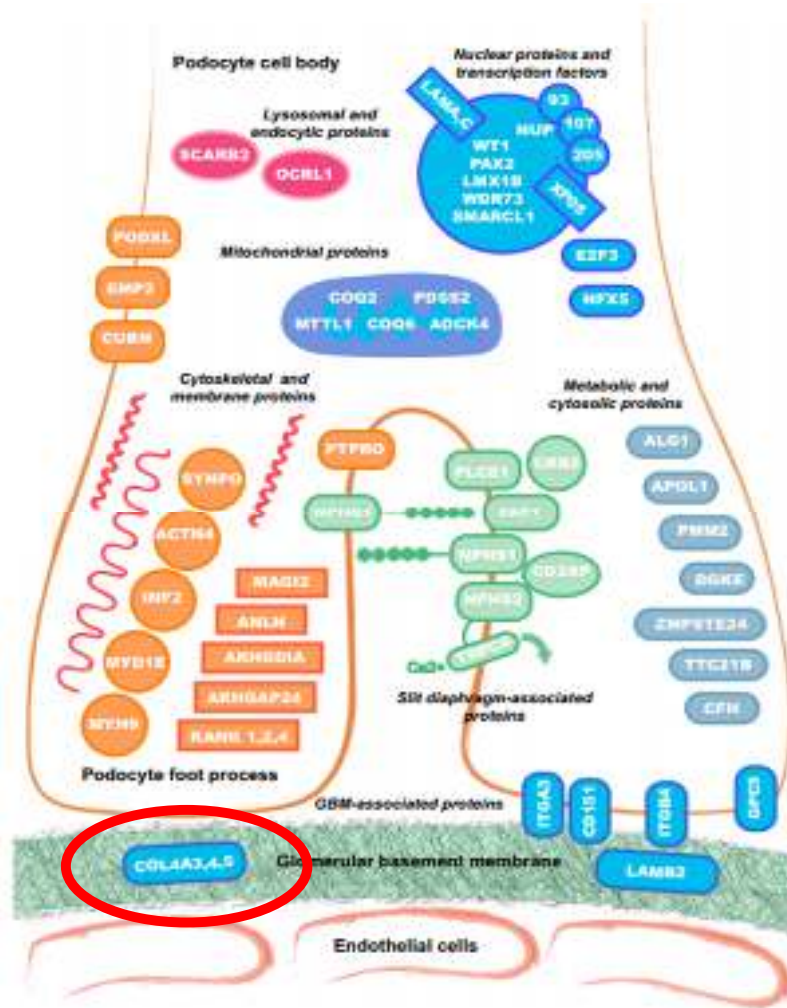 Podocyte cell body
Nuclear proteins and
transcription factors
LAMA,C
93
107
205
NUP
WT1
PAX2
LMX1B
WDR73
SMARCL1
XPO5
E2F3
NFX5
Lysosomal and
endocytic proteins
SCARB2
OCRL1
PODXL
EMP2
CUBN
Mitochondrial proteins
COQ2 PDSS2
MTTL1 COQ6 ADCK4
Cytoskeletal and
membrane proteins
Metabolic and
cytosolic proteins
SYNPO
ACTN4
INF2
MYO1E
MYH9
MAGI2
ANLN
ARHGDIA
ARHGAP24
KANK 1,2,4
PTPRO
PLCE1
NPHS1
CD2AP
NPHS2
Slit diaphragm-associated
proteins
ALG1
APOL1
PMM2
DGKE
ZMPSTE24
TTC21B
CFH
Podocyte foot process
GBM-associated proteins
ITGA3
CD151
ITGB4
GPC5
COL4A3,4,5
Glomerular basement membrane
LAMB2
Endothelial cells